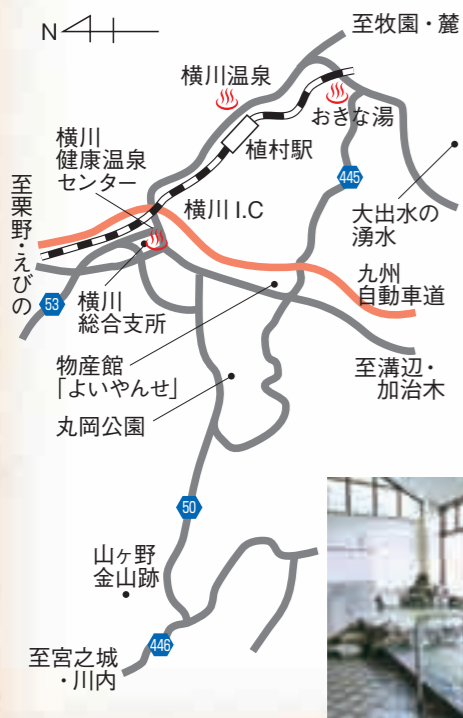 至牧園・麓
N
横川温泉
おきな湯
横川
健康温泉
センター
植村駅
445
至栗野・えびの
横川 I.C
大出水の
湧水
53
横川
総合支所
九州
自動車道
物産館
「よいやんせ」
至溝辺・
加治木
丸岡公園
50
山ヶ野
金山跡
446
至宮之城
・川内